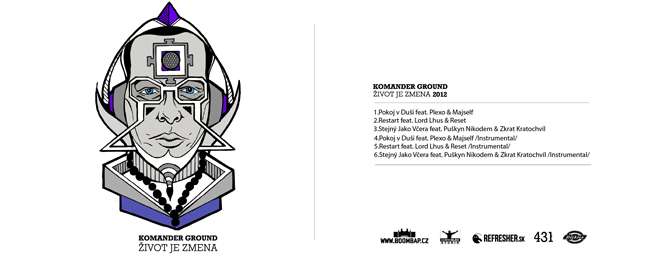 KOMANDER GROUND
ŽIVOT JE ZMENA
KOMANDER GROUND
ŽIVOT JE ZMENA 2012
1.Pokoj v Duši feat. Plexo & Majself
2.Restart feat. Lord Lhus & Reset
3.Stejný Jako Včera feat. Puškyn Nikodem & Zkrat Kratochvil
4.Pokoj v Duši feat. Plexo & Majself /Instrumental/
5.Restart feat. Lord Lhus & Reset /Instrumental/
6.Stejný Jako Včera feat. Puškyn Nikodem & Zkrat Kratochvil /Instrumental/
WWW.BOOMBAP.CZ
REFRESHER.SK
431
Dickies